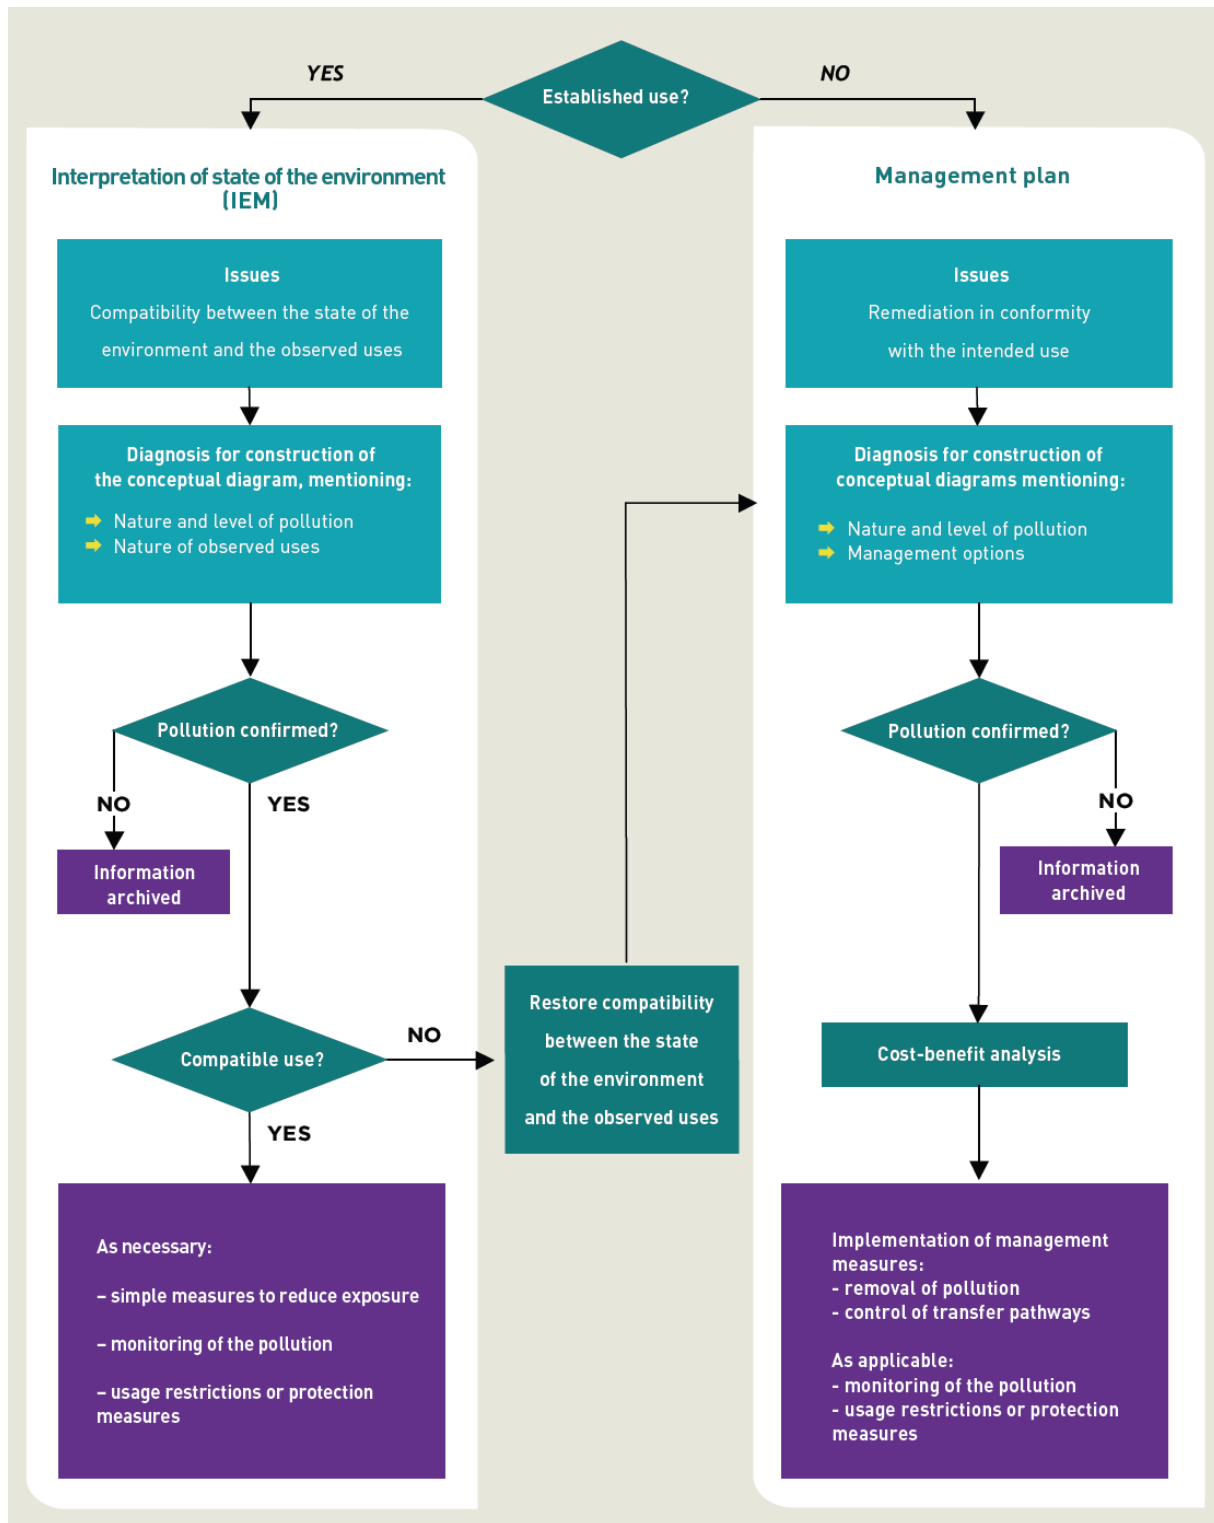 Established use?
YES
NO
Interpretation of state of the environment
(IEM)
Issues
Compatibility between the state of the
environment and the observed uses
Diagnosis for construction of
the conceptual diagram, mentioning:
Nature and level of pollution
Nature of observed uses
Pollution confirmed?
NO
YES
Information
archived
Compatible use?
NO
YES
As necessary:
– simple measures to reduce exposure
– monitoring of the pollution
– usage restrictions or protection
measures
Restore compatibility
between the state
of the environment
and the observed uses
Management plan
Issues
Remediation in conformity
with the intended use
Diagnosis for construction of
conceptual diagrams mentioning:
Nature and level of pollution
Management options
Pollution confirmed?
NO
Information
archived
Cost-benefit analysis
Implementation of management
measures:
- removal of pollution
- control of transfer pathways
As applicable:
- monitoring of the pollution
- usage restrictions or protection
measures